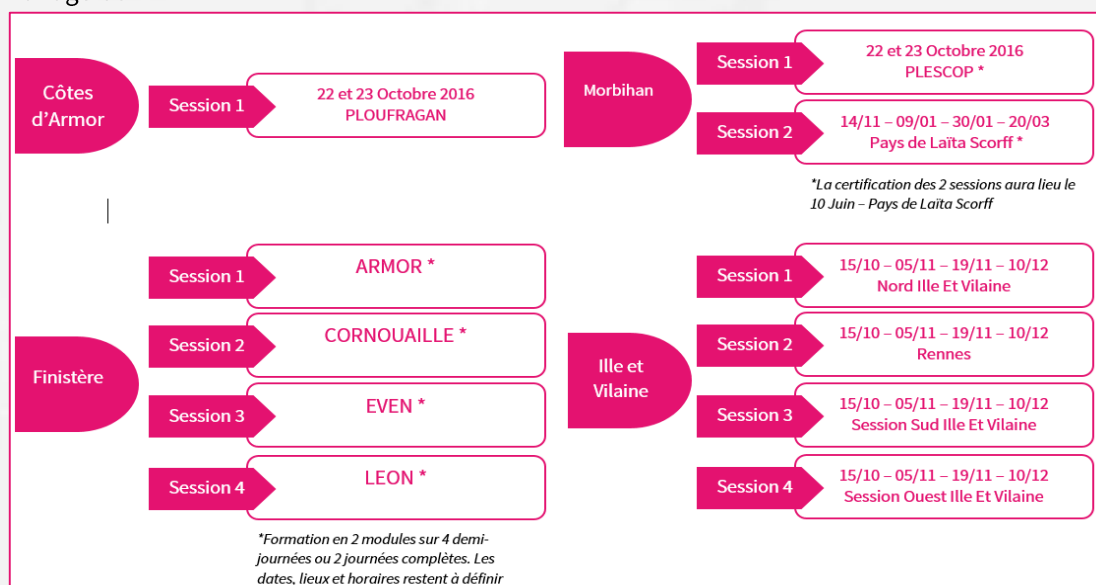 Côtes
d'Armor
Session 1
22 et 23 Octobre 2016
PLOUFRAGAN
Morbihan
Session 1
22 et 23 Octobre 2016
PLESCOP *
Session 2
14/11 – 09/01 – 30/01 – 20/03
Pays de Laïta Scorff *
*La certification des 2 sessions aura lieu le
10 Juin – Pays de Laïta Scorff
Finistère
Session 1
ARMOR *
Session 2
CORNOUAILLE *
Session 3
EVEN *
Session 4
LEON *
*Formation en 2 modules sur 4 demi-
journées ou 2 journées complètes. Les
dates, lieux et horaires restent à définir
Ille et
Vilaine
Session 1
15/10 – 05/11 – 19/11 – 10/12
Nord Ille Et Vilaine
Session 2
15/10 – 05/11 – 19/11 – 10/12
Rennes
Session 3
15/10 – 05/11 – 19/11 – 10/12
Session Sud Ille Et Vilaine
Session 4
15/10 – 05/11 – 19/11 – 10/12
Session Ouest Ille Et Vilaine